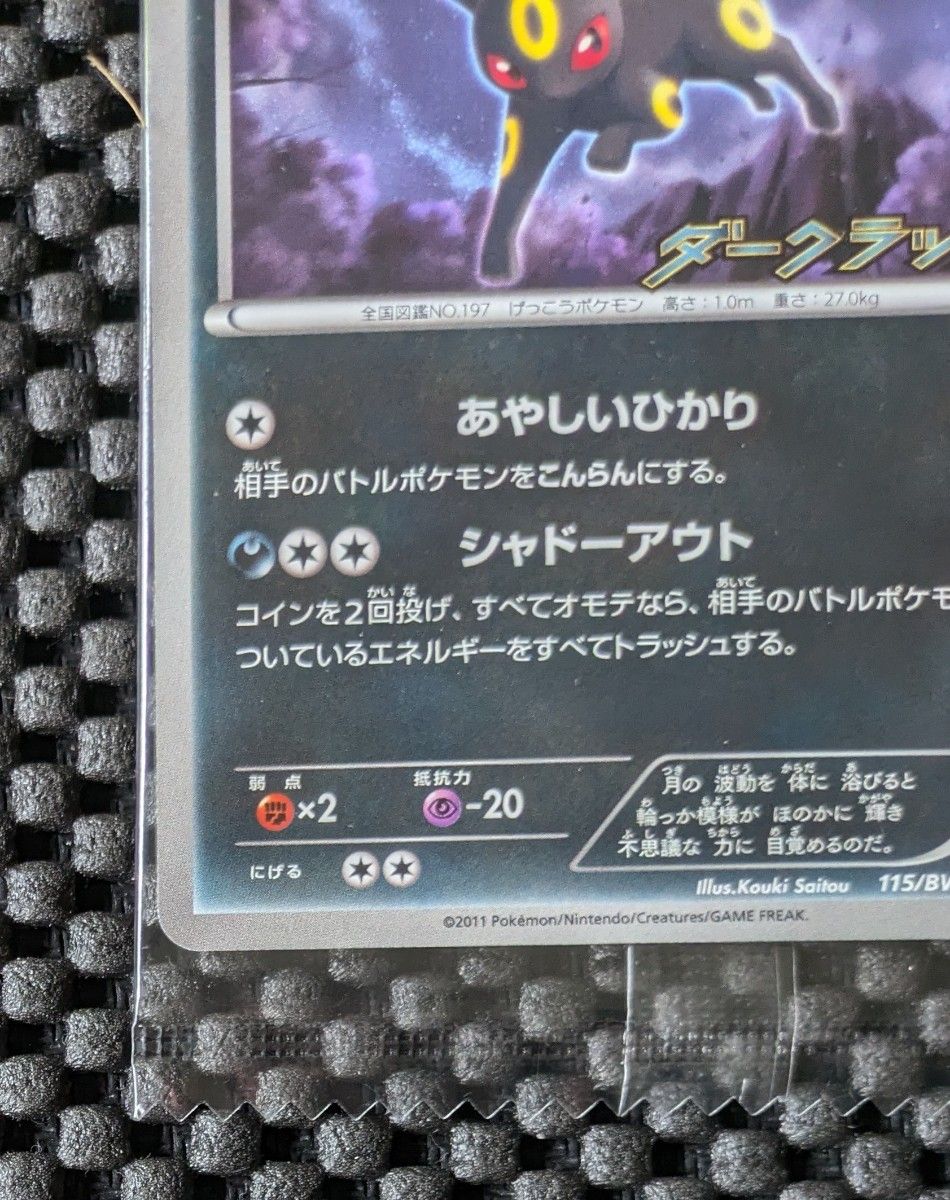 ダークラッ
全国図鑑NO.197 げっこうポケモン 高さ：1.0m 重さ：27.0kg
あやしいひかり
相手のバトルポケモンをこんらんにする。
シャドーアウト
コインを2回投げ、すべてオモテなら、相手のバトルポケモ
ついているエネルギーをすべてトラッシュする。
弱点 抵抗力
×2 -20
にげる
月の 波動を 体に 浴びると
輪っか模様が ほのかに 輝き
不思議な 力に 目覚めるのだ。
Illus.Kouki Saitou 115/BW
©2011 Pokémon/Nintendo/Creatures/GAME FREAK.